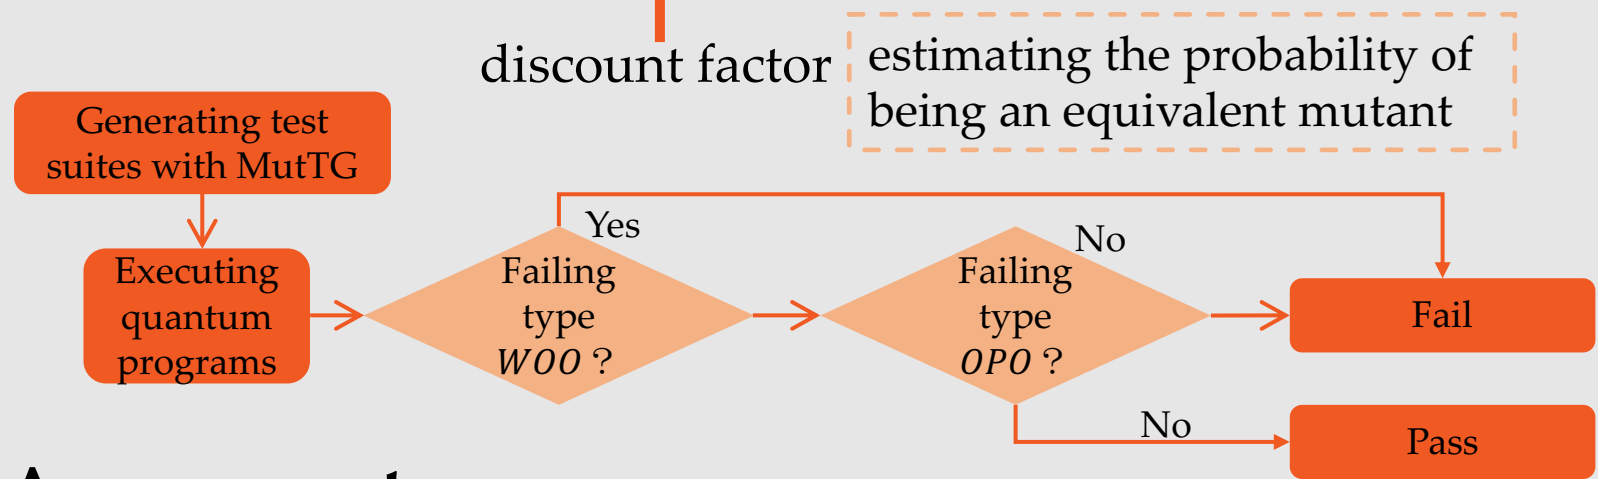 discount factor
estimating the probability of
being an equivalent mutant
Generating test
suites with MutTG
Executing
quantum
programs
Yes
Failing
type
WOO ?
No
Failing
type
OPO ?
Fail
No
Pass